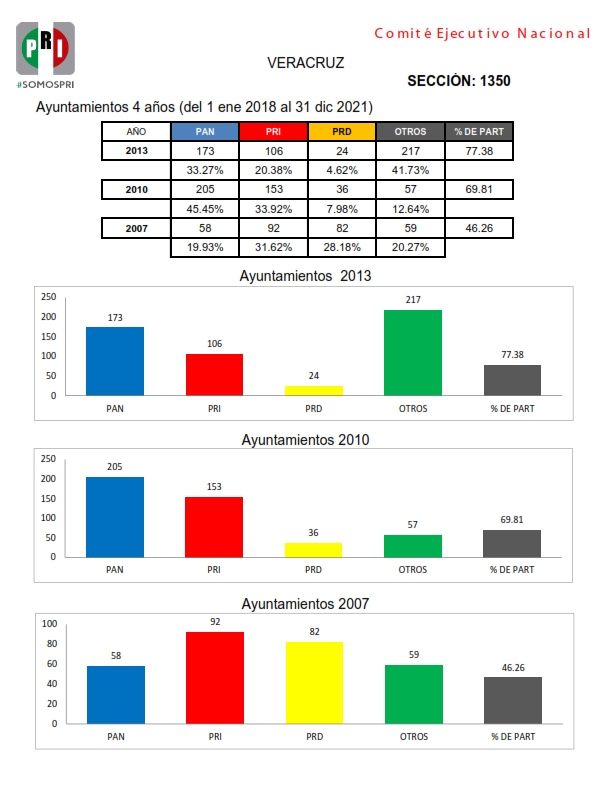 Comité Ejecutivo Nacional
PRI
#SOMOSPRI
VERACRUZ
SECCIÓN: 1350
Ayuntamientos 4 años (del 1 ene 2018 al 31 dic 2021)
AÑO PAN PRI PRD OTROS % DE PART
2013 173 106 24 217 77.38
33.27% 20.38% 4.62% 41.73%
2010 205 153 36 57 69.81
45.45% 33.92% 7.98% 12.64%
2007 58 92 82 59 46.26
19.93% 31.62% 28.18% 20.27%
Ayuntamientos 2013
250
200
150
100
50
0
173 106 24 217 77.38
PAN PRI PRD OTROS % DE PART
Ayuntamientos 2010
250
200
150
100
50
0
205 153 36 57 69.81
PAN PRI PRD OTROS % DE PART
Ayuntamientos 2007
100
80
60
40
20
0
58 92 82 59 46.26
PAN PRI PRD OTROS % DE PART